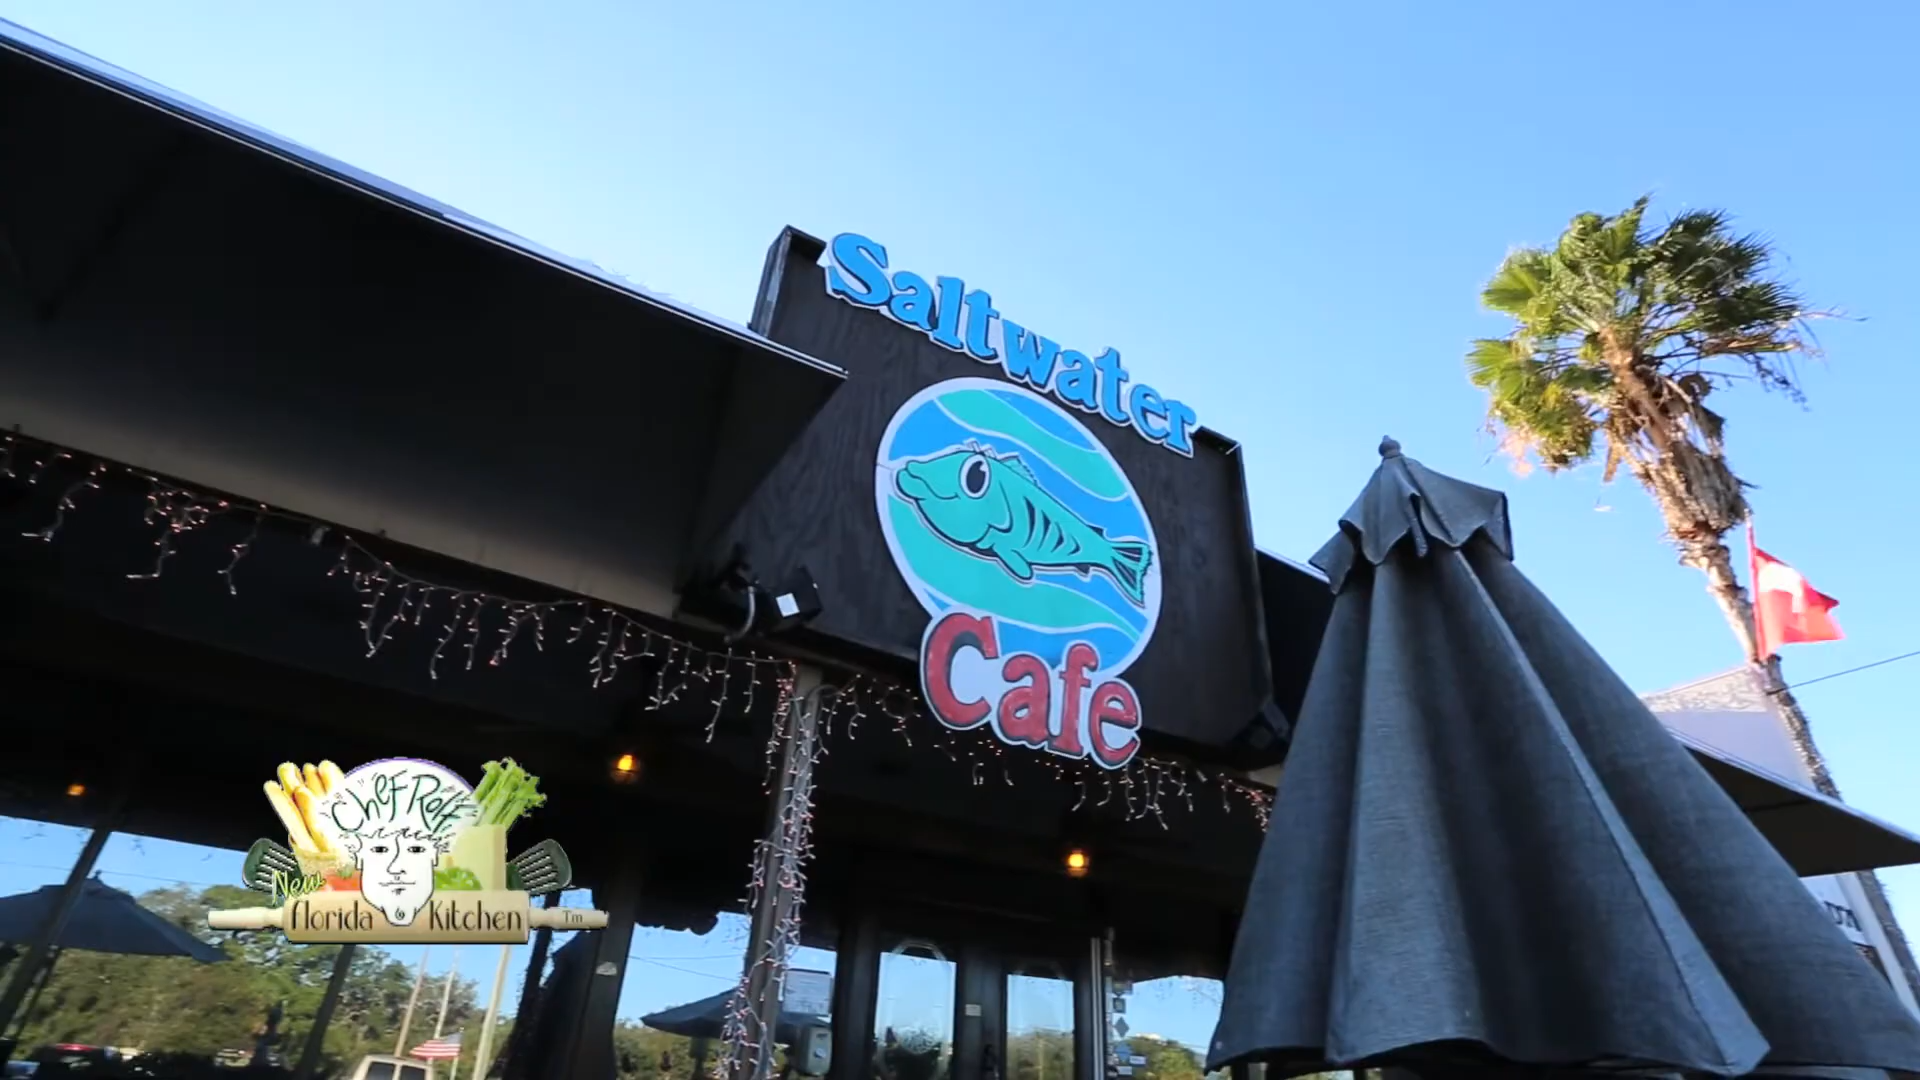 Saltwater
Cafe
Chef Rolf
New
Florida Kitchen Tm